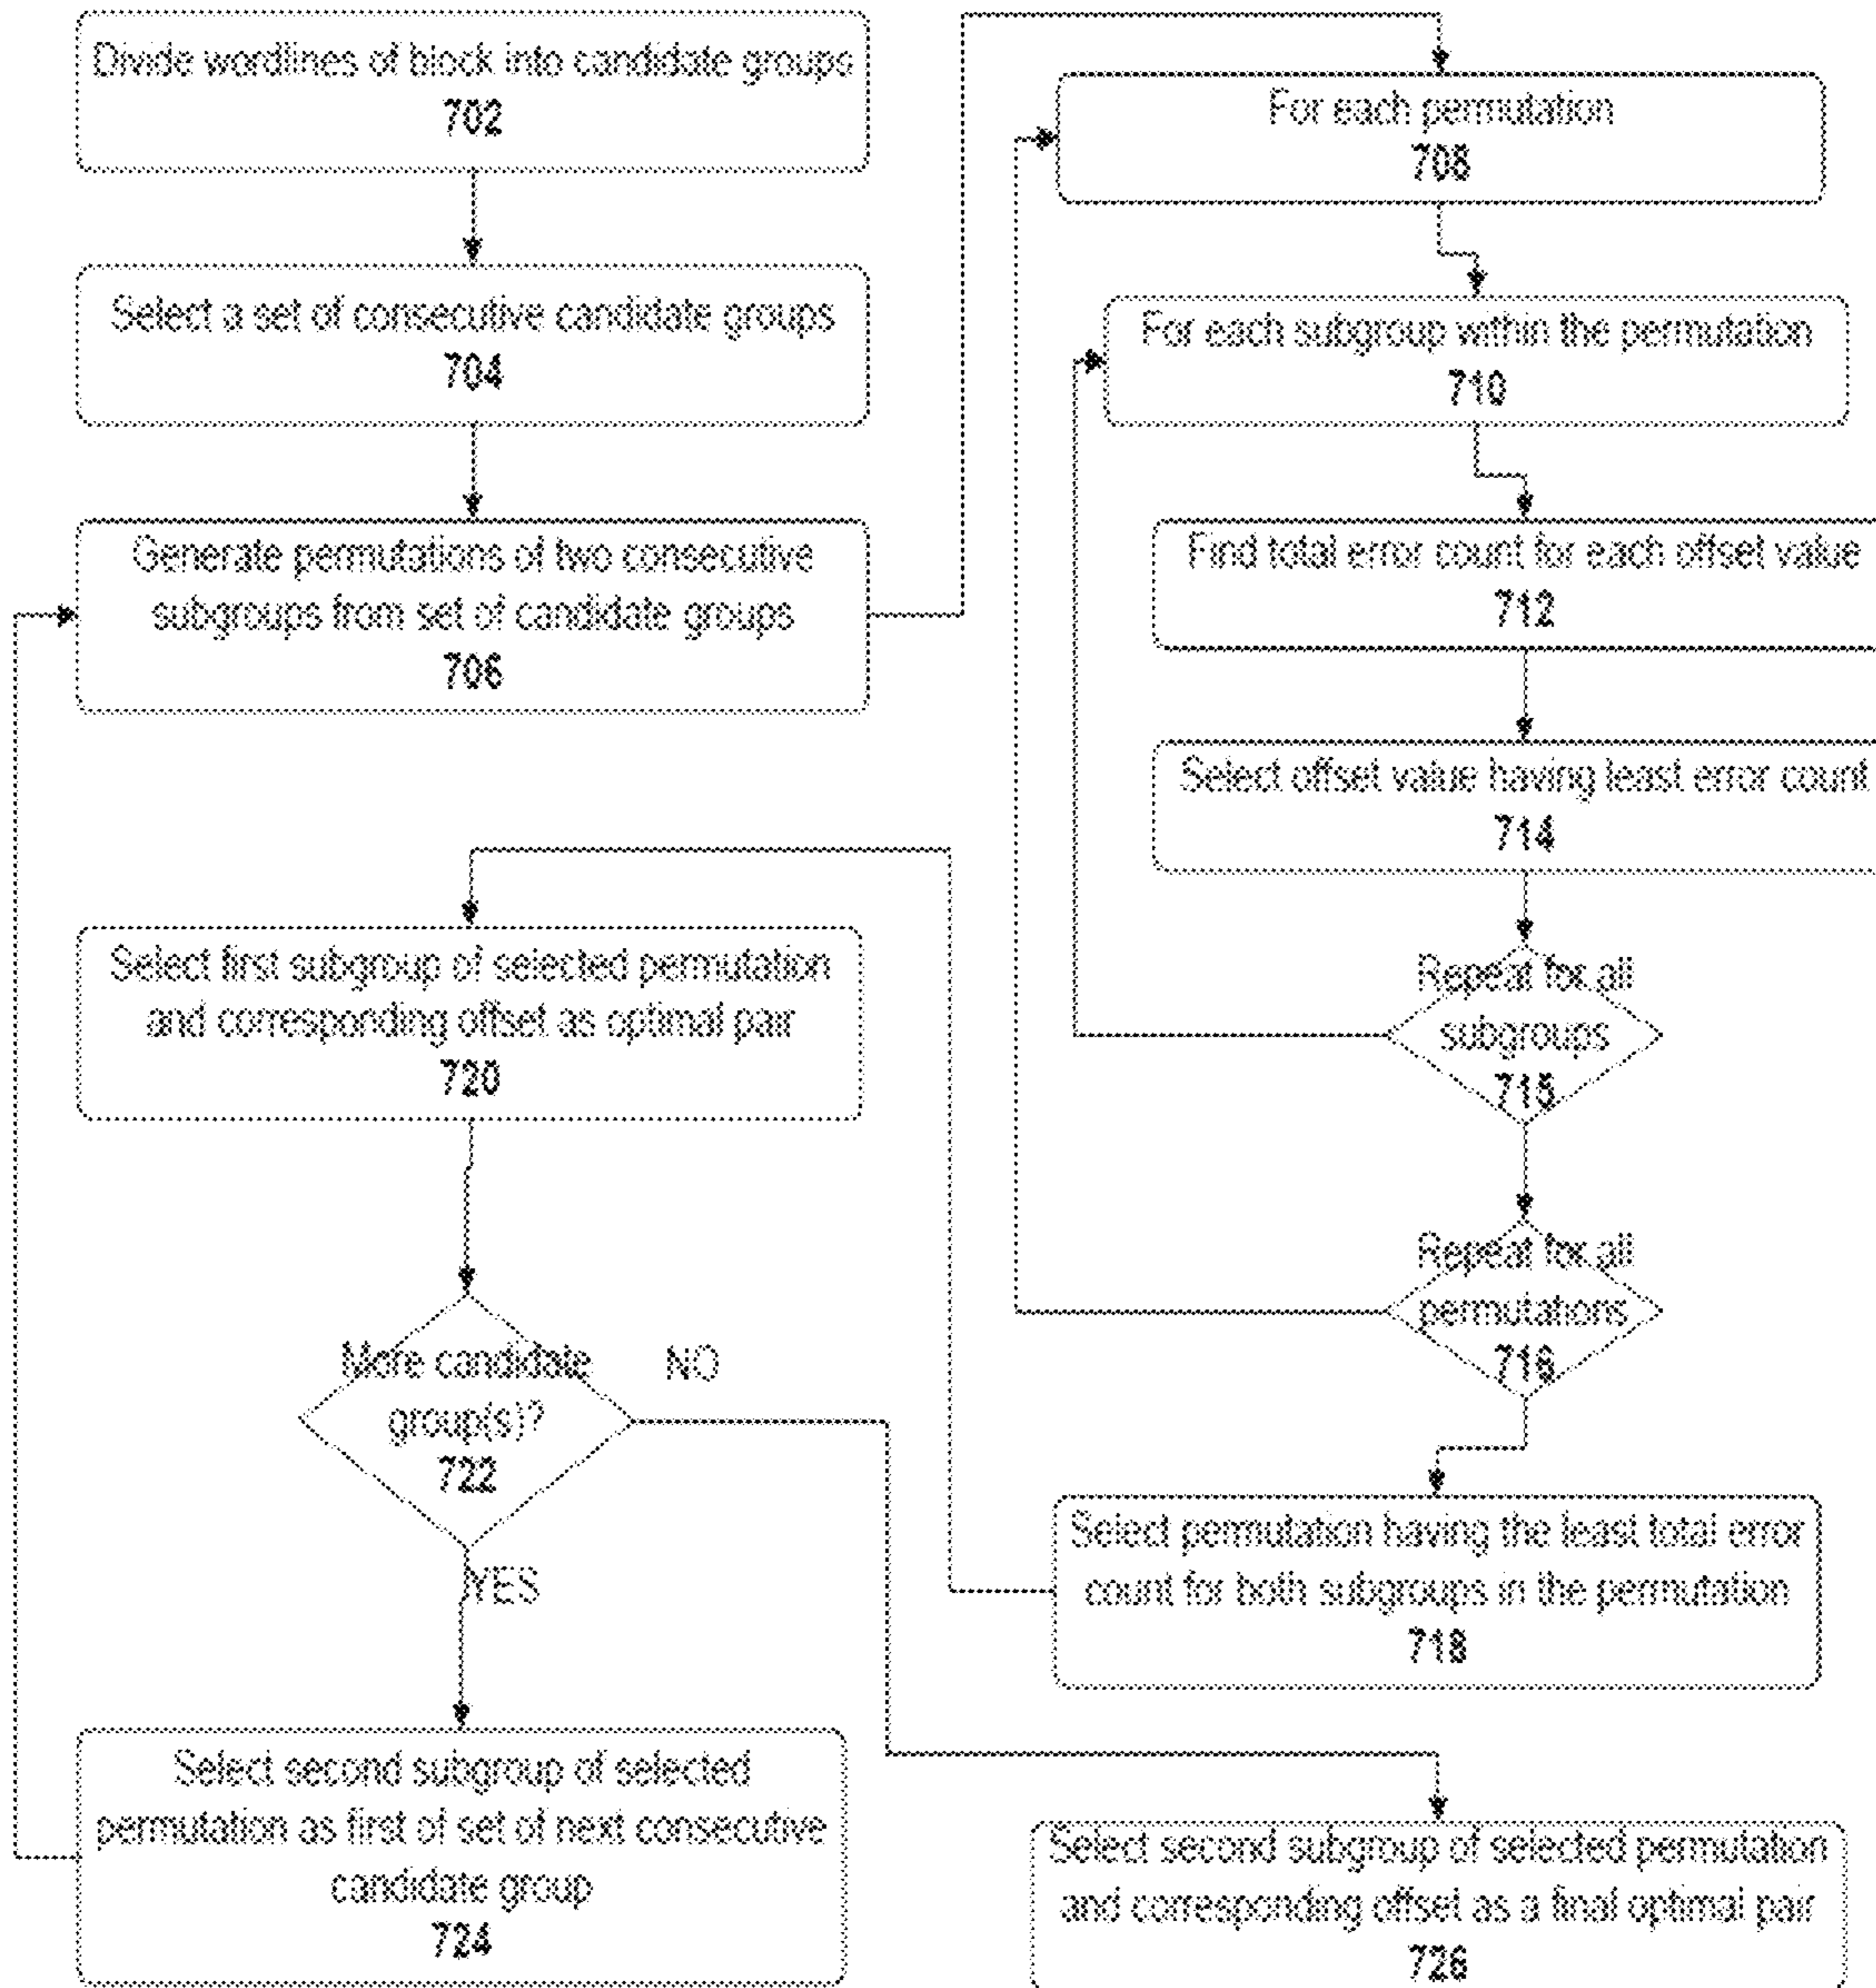 Divide wordlines of block into candidate groups
702
Select a set of consecutive candidate groups
704
Generate permutations of two consecutive
subgroups from set of candidate groups
706
For each permutation
708
For each subgroup within the permutation
710
Find total error count for each offset value
712
Select offset value having least error count
714
Repeat for all
subgroups
715
Repeat for all
permutations
716
Select permutation having the least total error
count for both subgroups in the permutation
718
Select first subgroup of selected permutation
and corresponding offset as optimal pair
720
More candidate
group(s)?
722
NO
YES
Select second subgroup of selected
permutation as first of set of next consecutive
candidate group
724
Select second subgroup of selected permutation
and corresponding offset as a final optimal pair
726